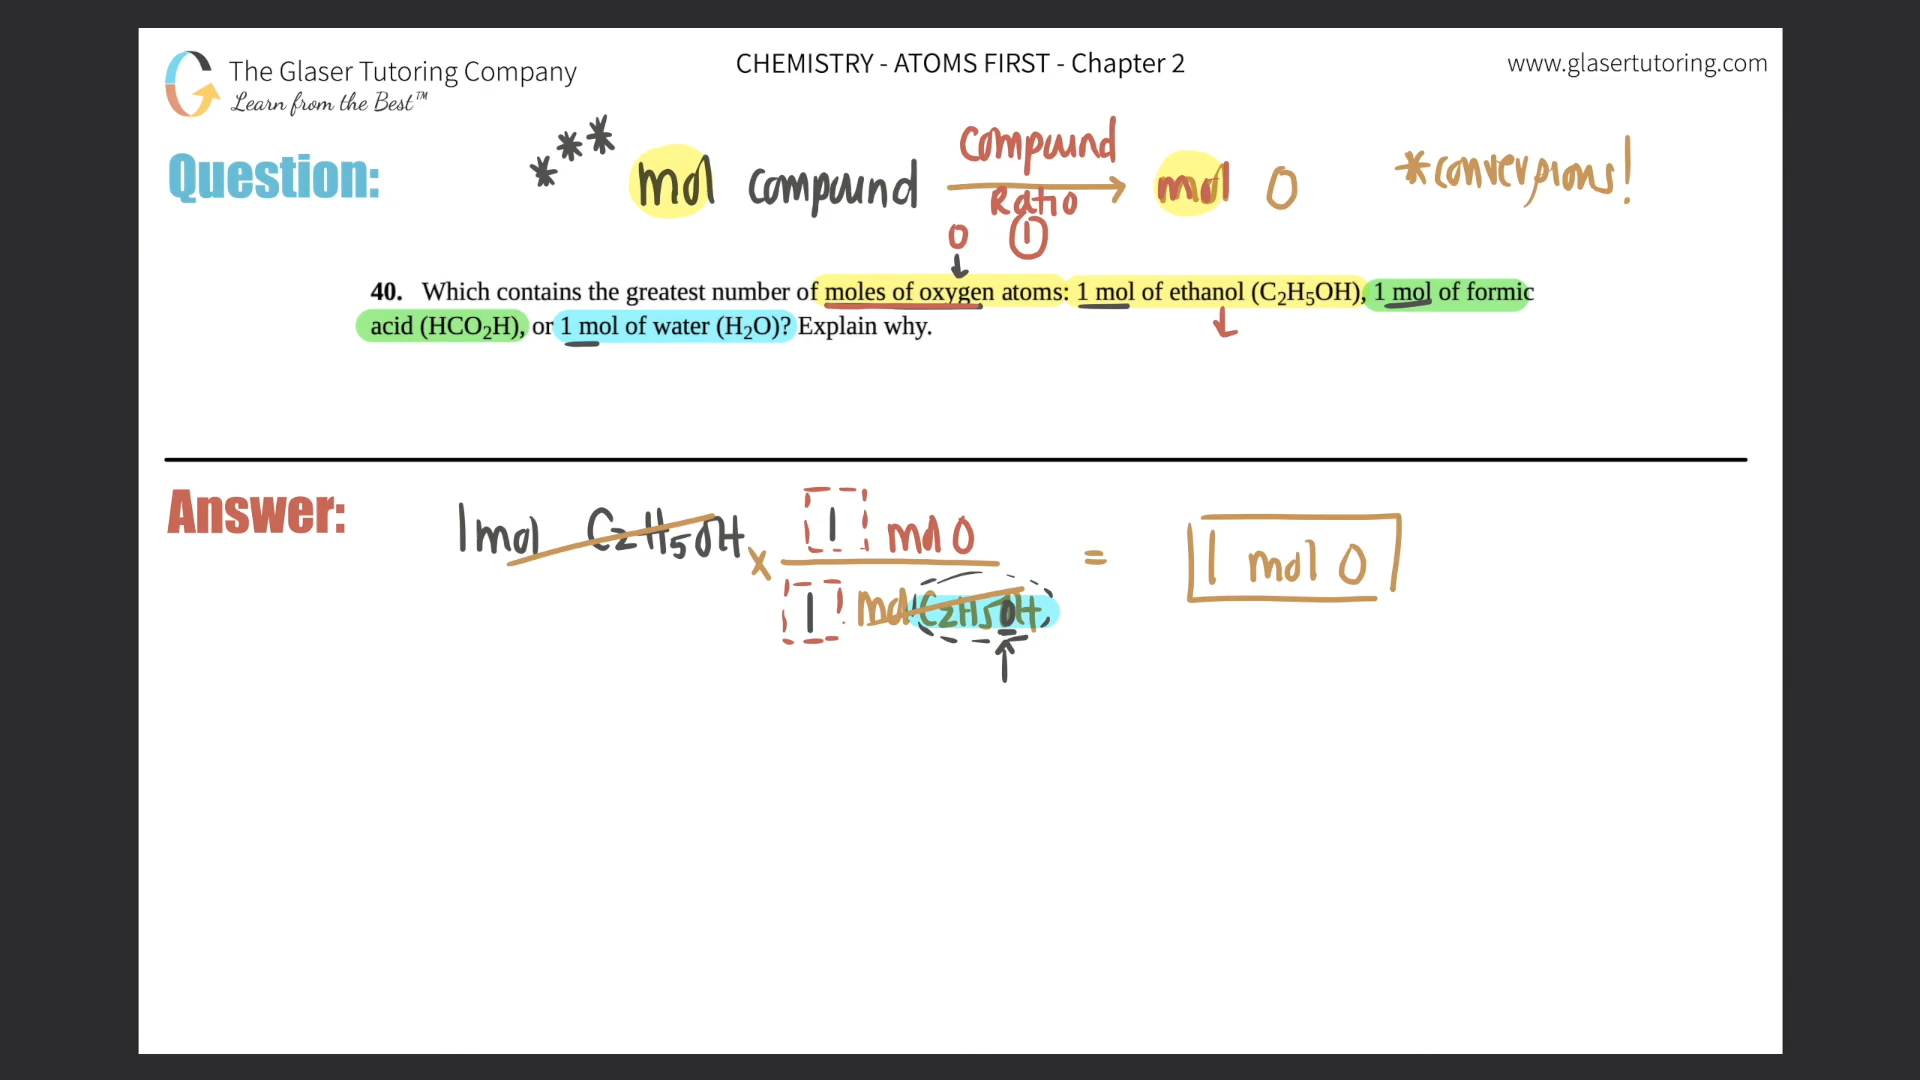 The Glaser Tutoring Company
Learn from the Best™
CHEMISTRY - ATOMS FIRST - Chapter 2
www.glasertutoring.com
Question:
*** mol compound compound Ratio mol O *conversions!
O 1
40. Which contains the greatest number of moles of oxygen atoms: 1 mol of ethanol (C₂H₅OH), 1 mol of formic
acid (HCO₂H), or 1 mol of water (H₂O)? Explain why.
Answer:
1 mol C₂H₅OH x 1 mol O = 1 mol O
1 mol C₂H₅OH